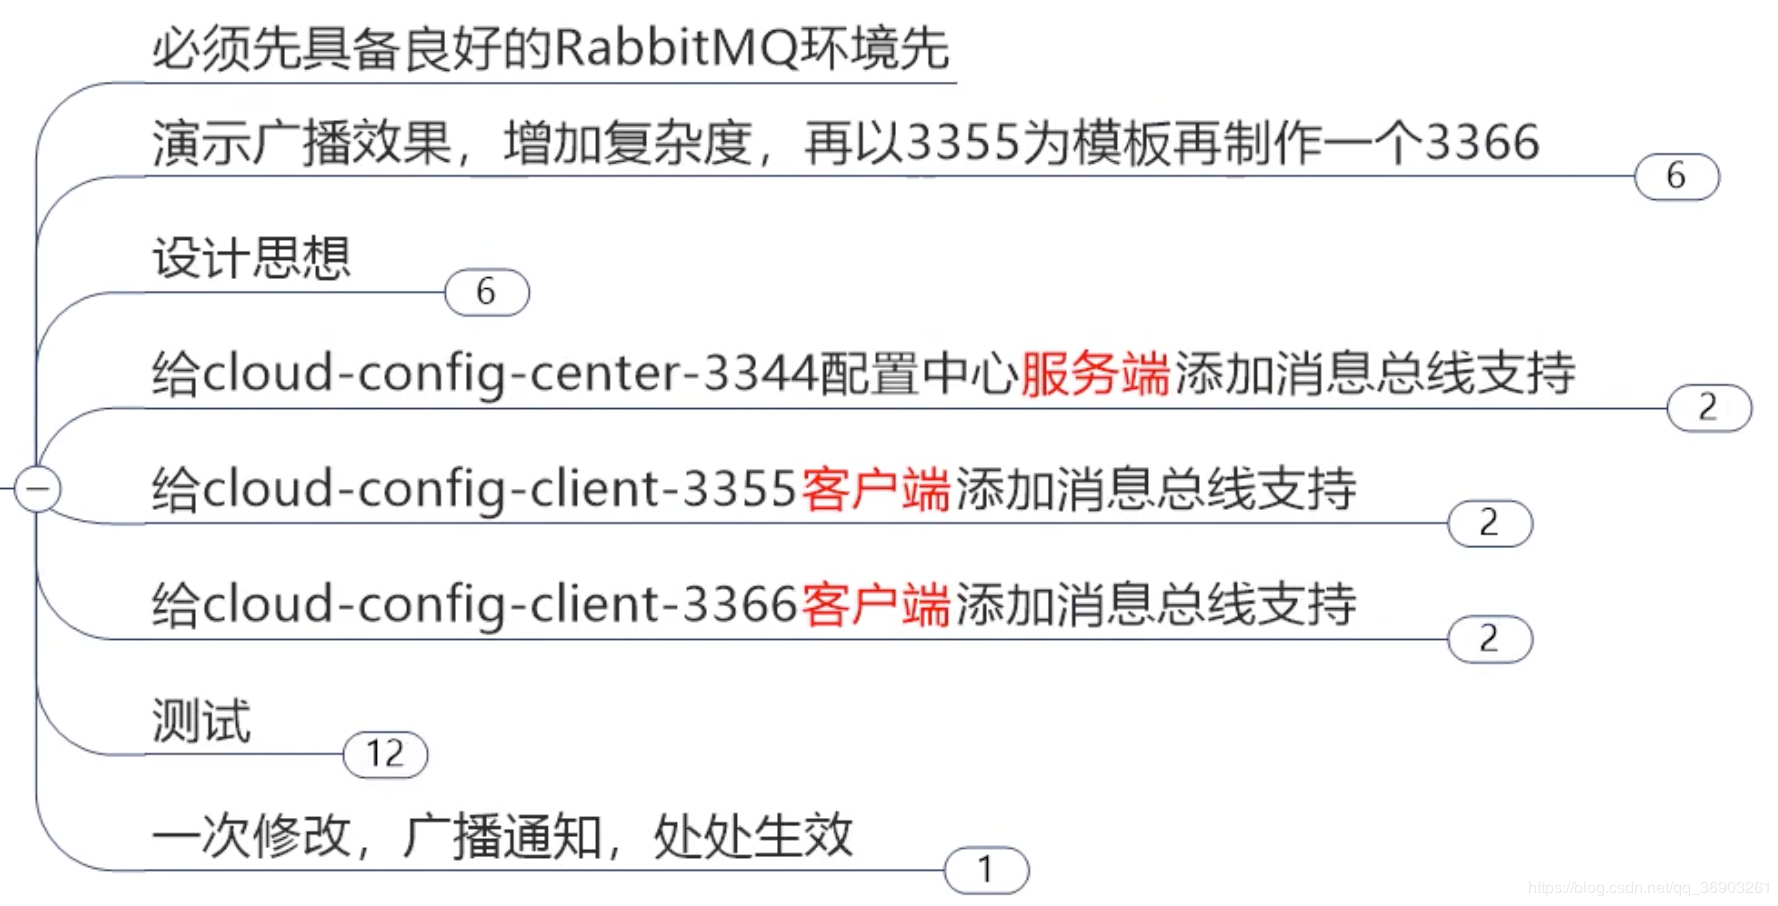 必须先具备良好的RabbitMQ环境先
演示广播效果，增加复杂度，再以3355为模板再制作一个3366
6
设计思想
6
给cloud-config-center-3344配置中心服务端添加消息总线支持
2
给cloud-config-client-3355客户端添加消息总线支持
2
给cloud-config-client-3366客户端添加消息总线支持
2
测试
12
一次修改，广播通知，处处生效
1
https://blog.csdn.net/qq_36903261